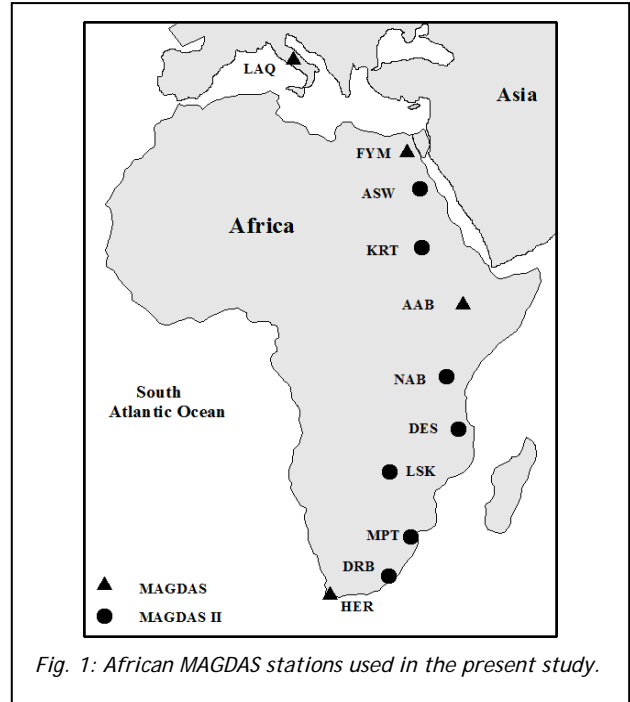 LAQ
Asia
FYM
ASW
Africa
KRT
AAB
NAB
South
Atlantic Ocean
DES
LSK
MPT
DRB
MAGDAS
HER
MAGDAS II
Fig. 1: African MAGDAS stations used in the present study.